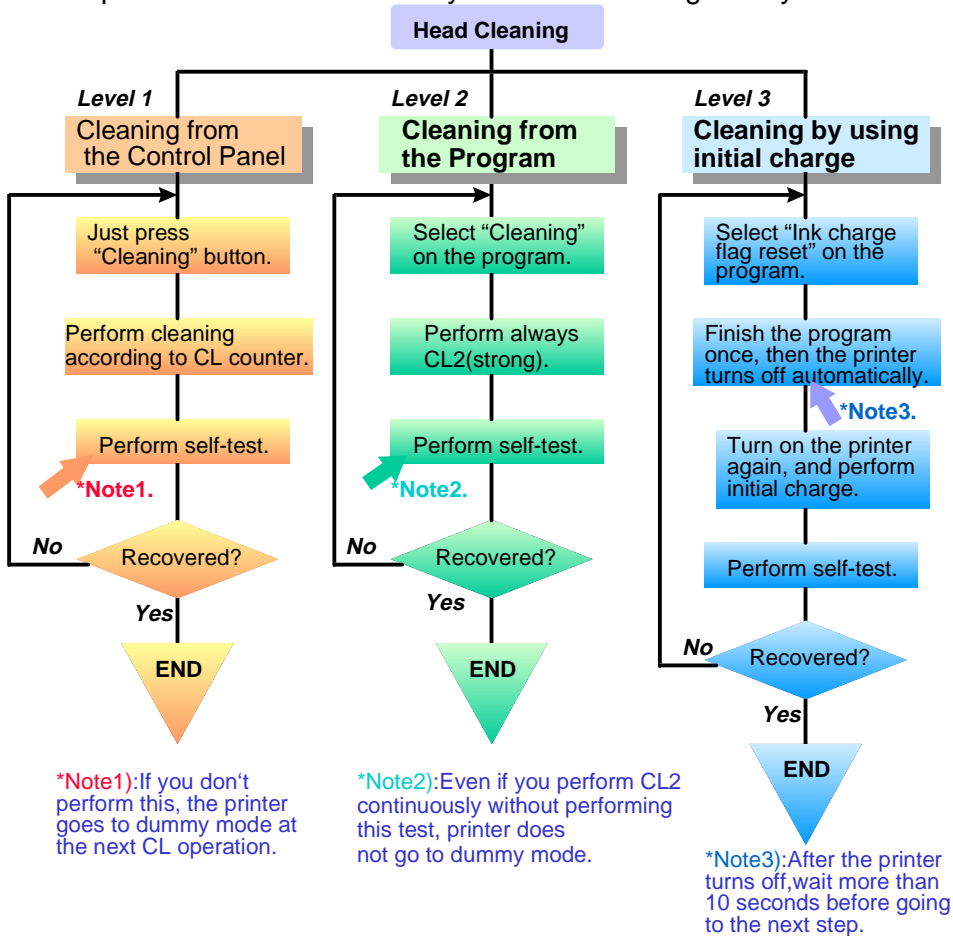 Head Cleaning
Level 1
Cleaning from
the Control Panel
Just press
"Cleaning" button.
Perform cleaning
according to CL counter.
Perform self-test.
*Note1.
Recovered?
No
Yes
END
*Note1):If you don't
perform this, the printer
goes to dummy mode at
the next CL operation.
Level 2
Cleaning from
the Program
Select "Cleaning"
on the program.
Perform always
CL2(strong).
Perform self-test.
*Note2.
Recovered?
No
Yes
END
*Note2):Even if you perform CL2
continuously without performing
this test, printer does
not go to dummy mode.
Level 3
Cleaning by using
initial charge
Select "Ink charge
flag reset" on the
program.
Finish the program
once, then the printer
turns off automatically.
*Note3.
Turn on the printer
again, and perform
initial charge.
Perform self-test.
Recovered?
No
Yes
END
*Note3):After the printer
turns off,wait more than
10 seconds before going
to the next step.